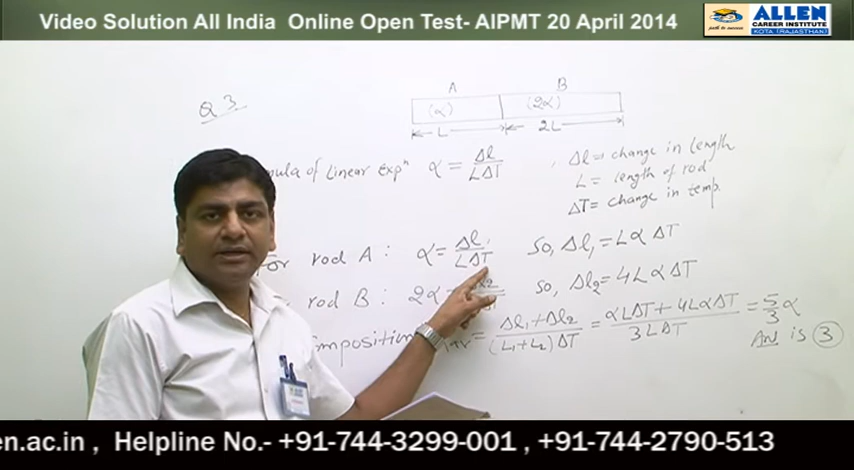 Video Solution All India Online Open Test- AIPMT 20 April 2014
path to success
ALLEN
CAREER INSTITUTE
KOTA (RAJASTHAN)
Q 3
A B
(α) (2α)
L 2L
of Linear expⁿ α = Δl / LΔT , Δl = change in length
L = length of rod
ΔT = change in temp.
For rod A : α = Δl₁ / LΔT So, Δl₁ = LαΔT
rod B : 2α So, Δl₂ = 4LαΔT
= Δl₁ + Δl₂ / (L₁+L₂)ΔT = αLΔT + 4LαΔT / 3LΔT = 5/3 α
Ans is 3
en.ac.in , Helpline No.- +91-744-3299-001 , +91-744-2790-513